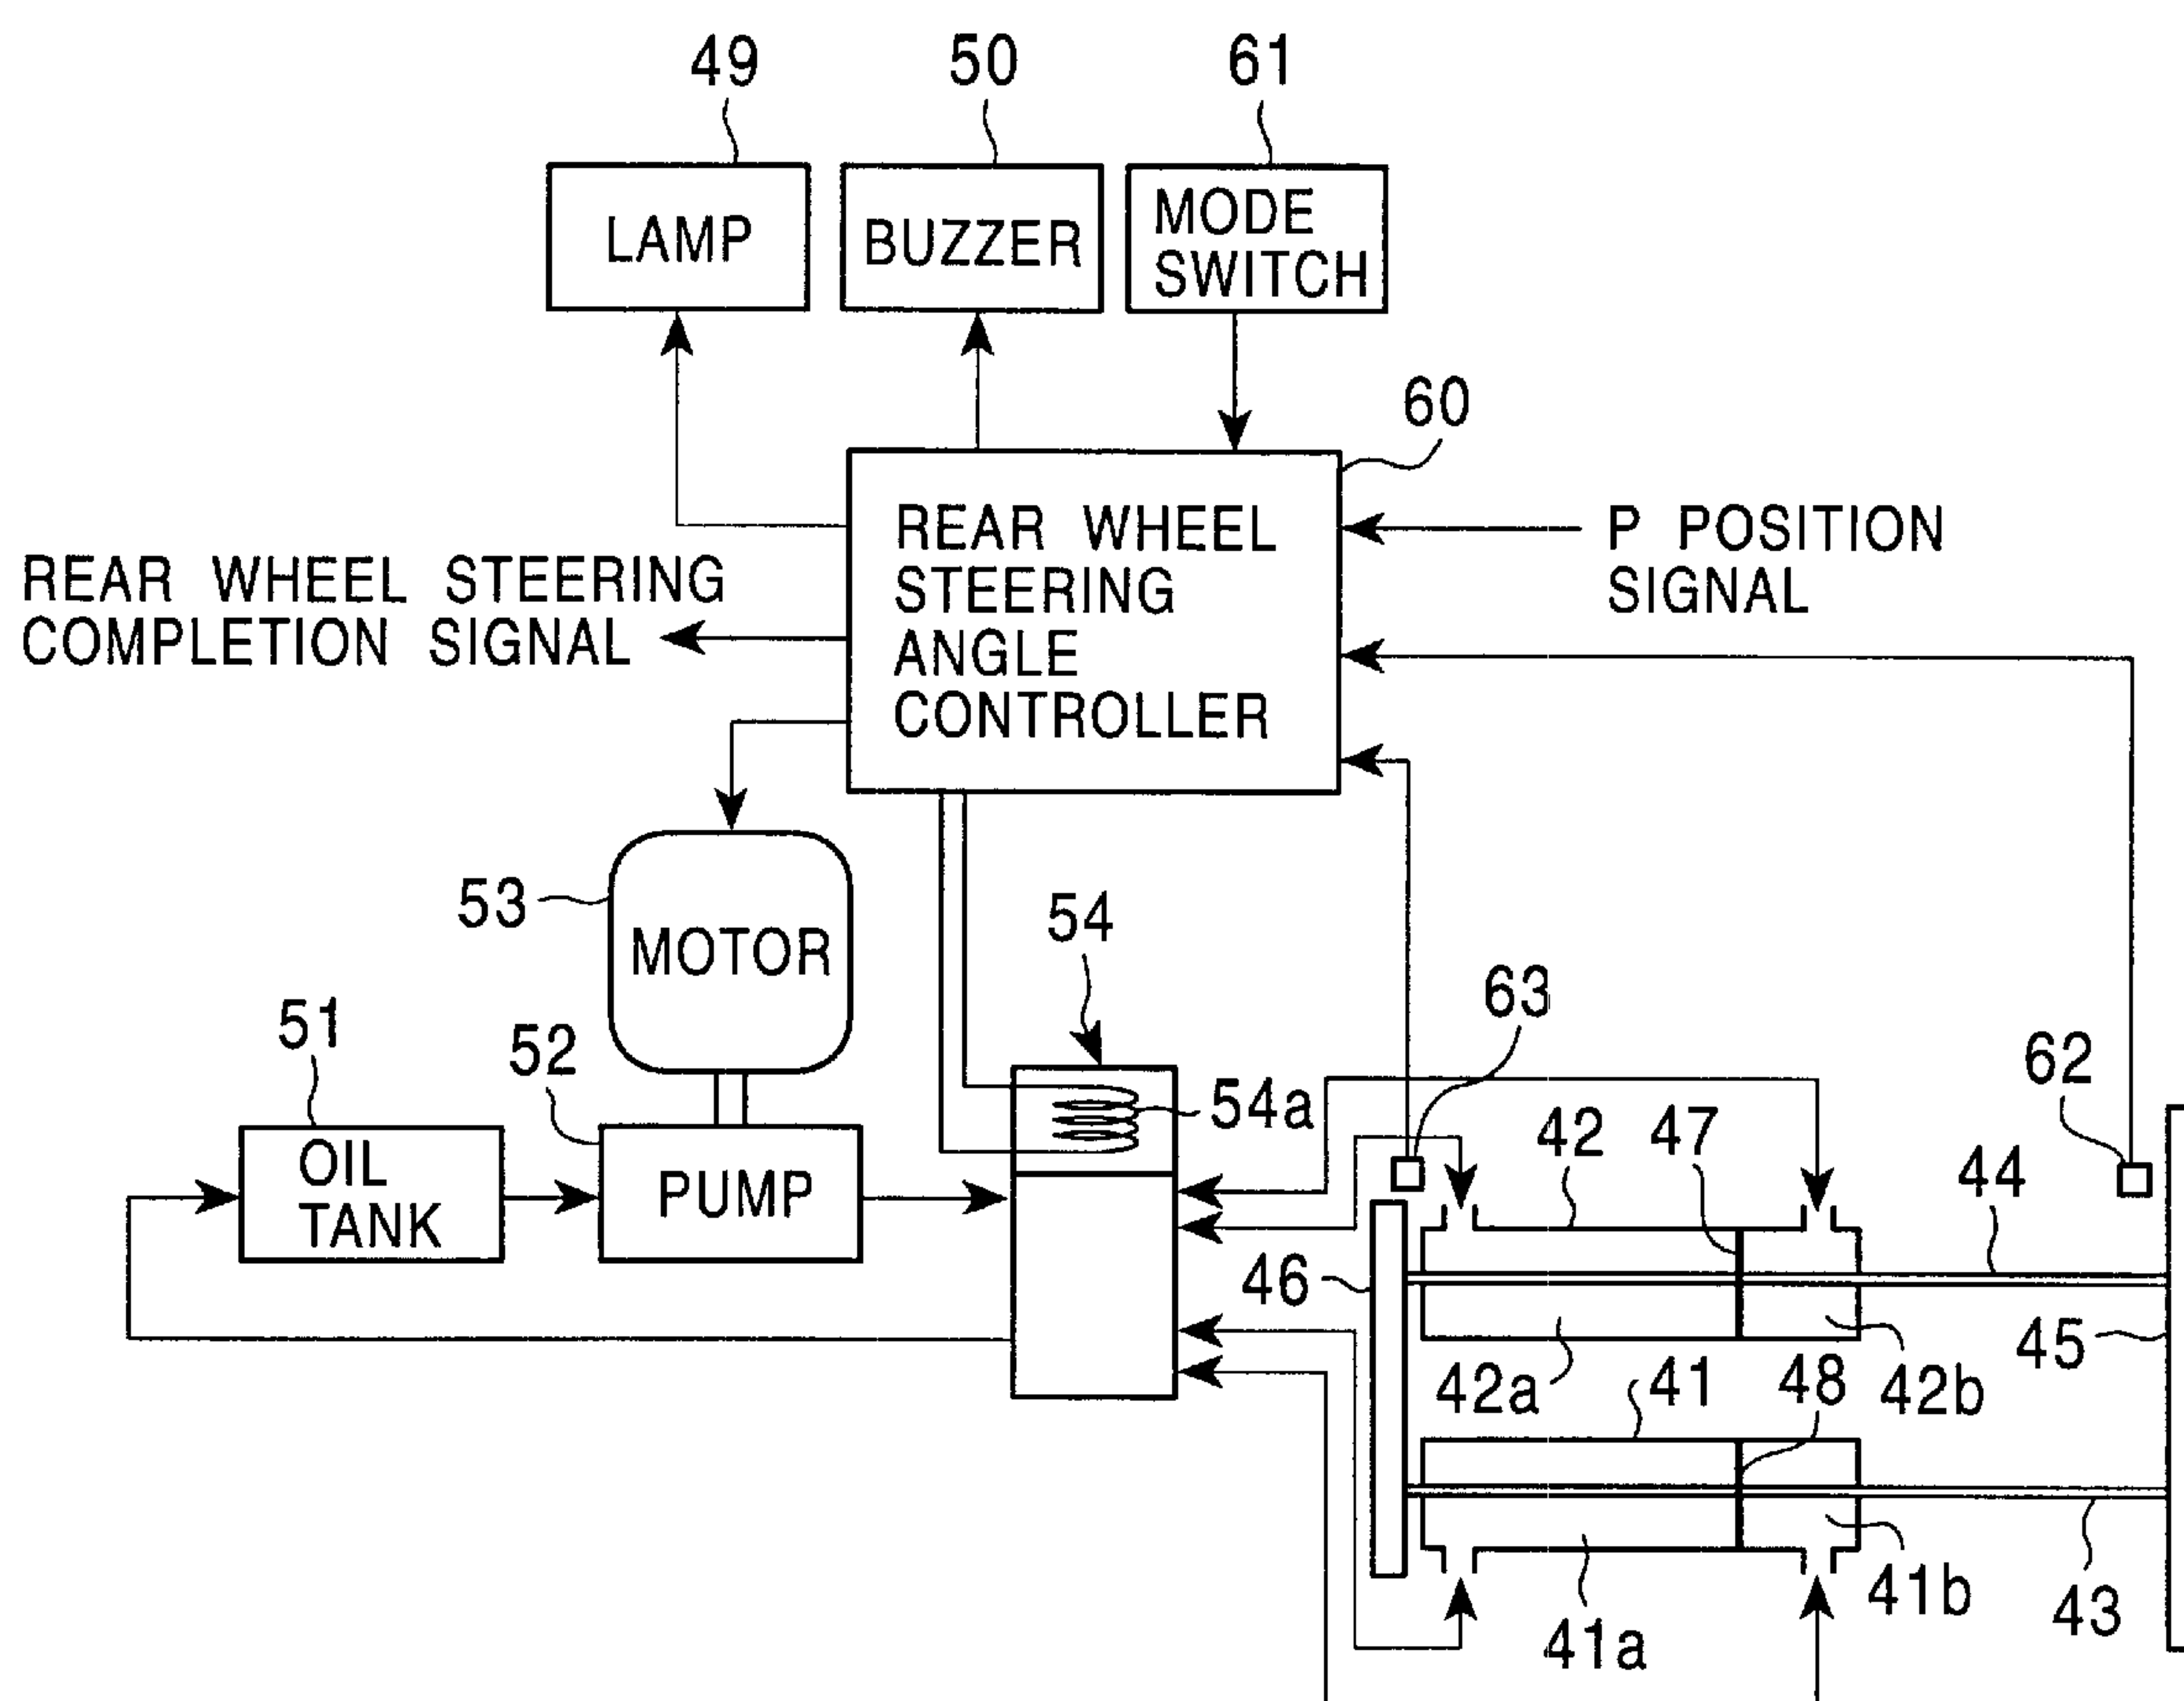 49
50
61
LAMP
BUZZER
MODE
SWITCH
60
REAR WHEEL
STEERING
ANGLE
CONTROLLER
P POSITION
SIGNAL
REAR WHEEL STEERING
COMPLETION SIGNAL
53
MOTOR
54
63
51
52
54a
42
47
62
44
OIL
TANK
PUMP
46
45
42a
41
48
42b
41b
43
41a